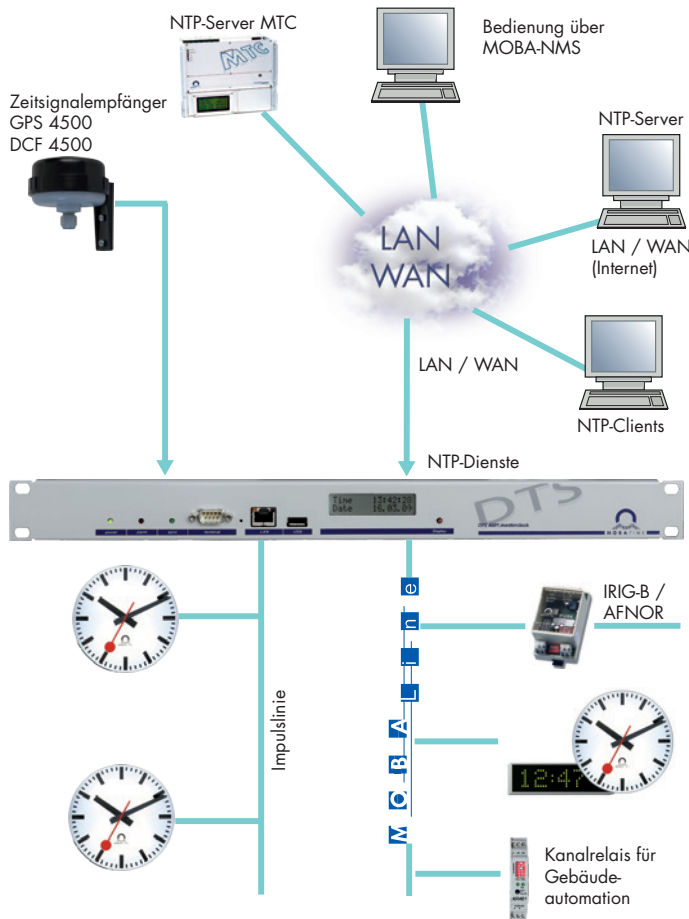 NTP-Server MTC
MTC
Bedienung über
MOBA-NMS
Zeitsignalempfänger
GPS 4500
DCF 4500
NTP-Server
LAN
WAN
LAN / WAN
(Internet)
LAN / WAN
NTP-Clients
NTP-Dienste
Time 13:42:28
Date 16.03.09
DTS
MOBATIME
IRIG-B /
AFNOR
Impulslinie
MOBALine
12:47
Kanalrelais für
Gebäude-
automation